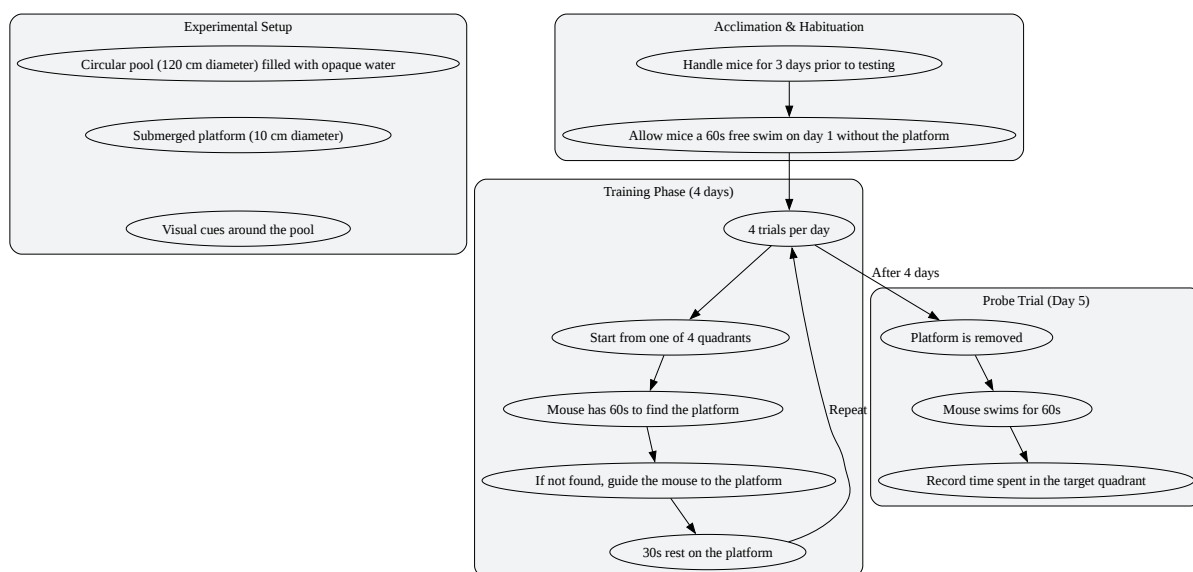 Experimental Setup
Circular pool (120 cm diameter) filled with opaque water
Submerged platform (10 cm diameter)
Visual cues around the pool
Acclimation & Habituation
Handle mice for 3 days prior to testing
Allow mice a 60s free swim on day 1 without the platform
Training Phase (4 days)
4 trials per day
Start from one of 4 quadrants
Mouse has 60s to find the platform
If not found, guide the mouse to the platform
30s rest on the platform
Repeat
After 4 days
Probe Trial (Day 5)
Platform is removed
Mouse swims for 60s
Record time spent in the target quadrant